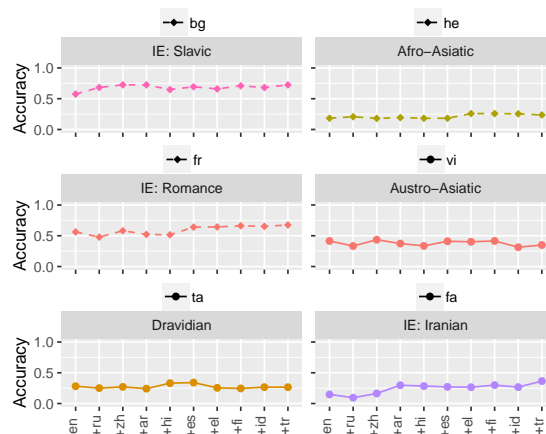 bg
he
IE: Slavic
Afro−Asiatic
Accuracy
1.0
0.5
0.0
fr
vi
IE: Romance
Austro−Asiatic
Accuracy
1.0
0.5
0.0
ta
fa
Dravidian
IE: Iranian
Accuracy
1.0
0.5
0.0
en
+ru
+zh
+ar
+hi
+es
+el
+fi
+id
+tr
en
+ru
+zh
+ar
+hi
+es
+el
+fi
+id
+tr